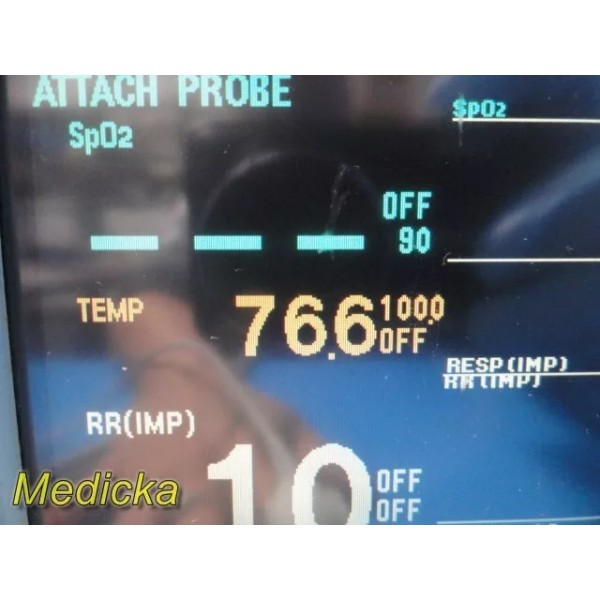 ATTACH PROBE
SpO2
SpO2
OFF
--- 90
TEMP 76.6 100.0
OFF
RESP(IMP)
RR(IMP)
RR(IMP)
10 OFF
OFF
Medicka